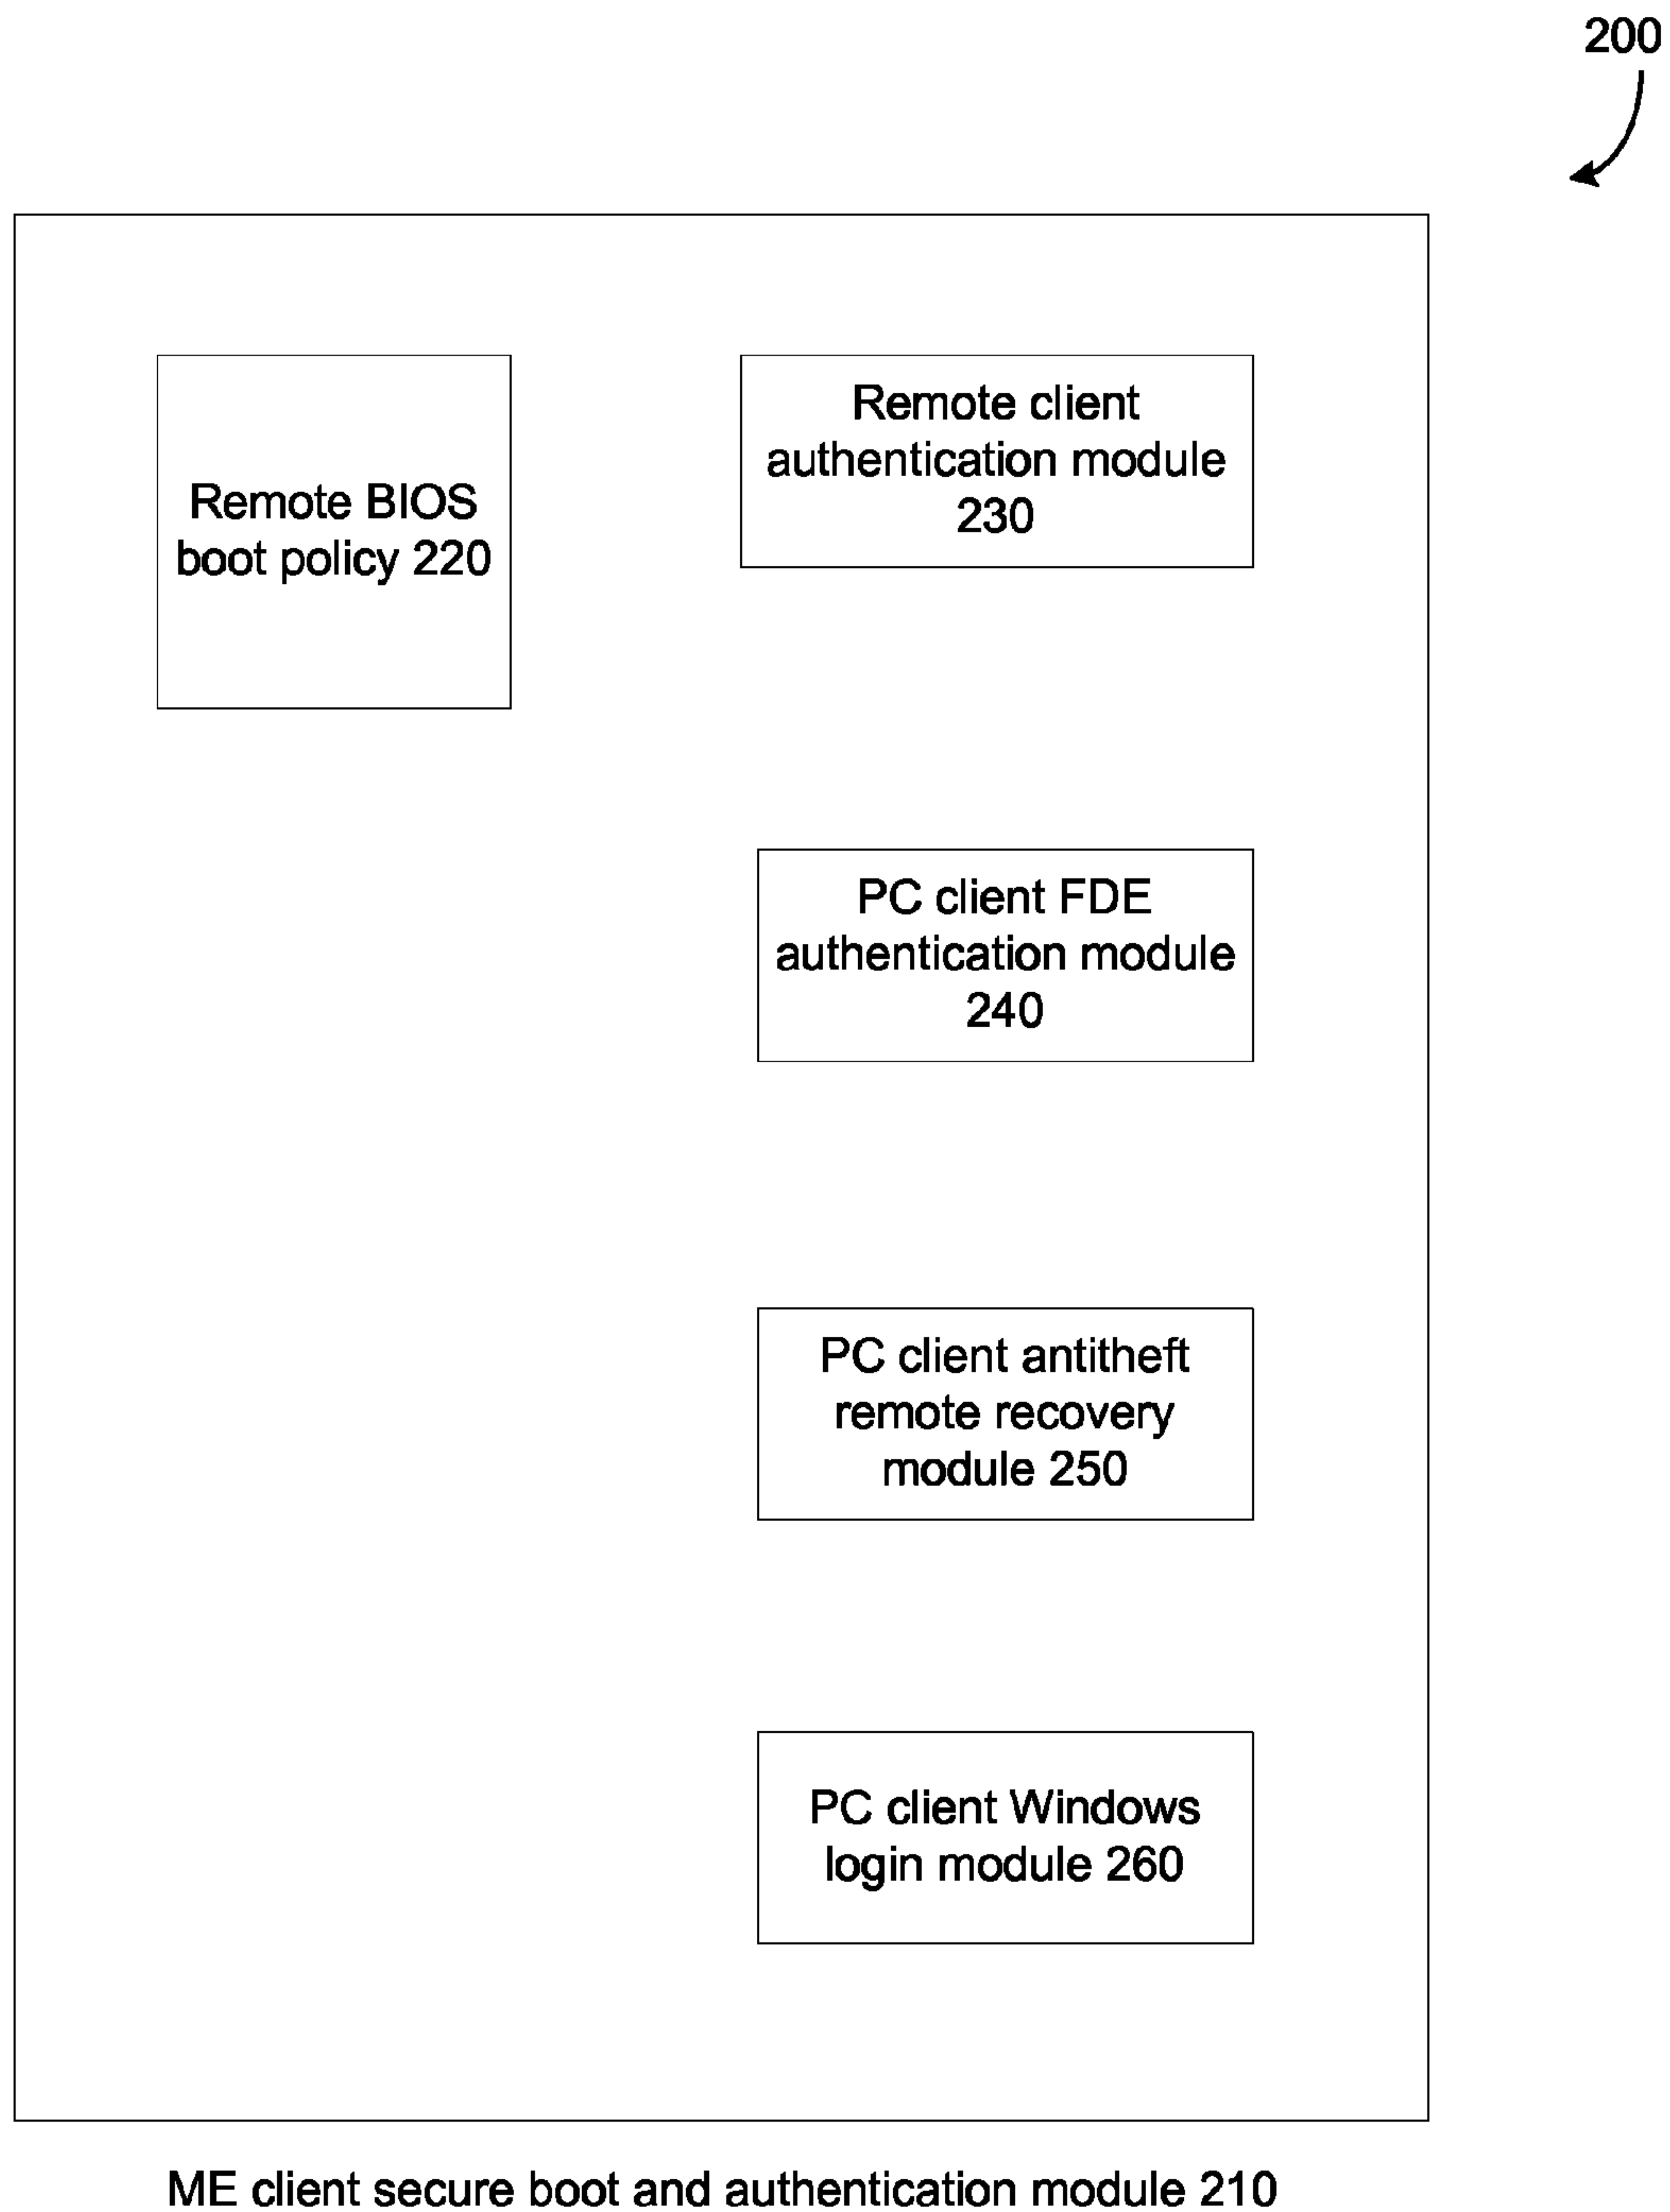 200
Remote BIOS
boot policy 220
Remote client
authentication module
230
PC client FDE
authentication module
240
PC client antitheft
remote recovery
module 250
PC client Windows
login module 260
ME client secure boot and authentication module 210